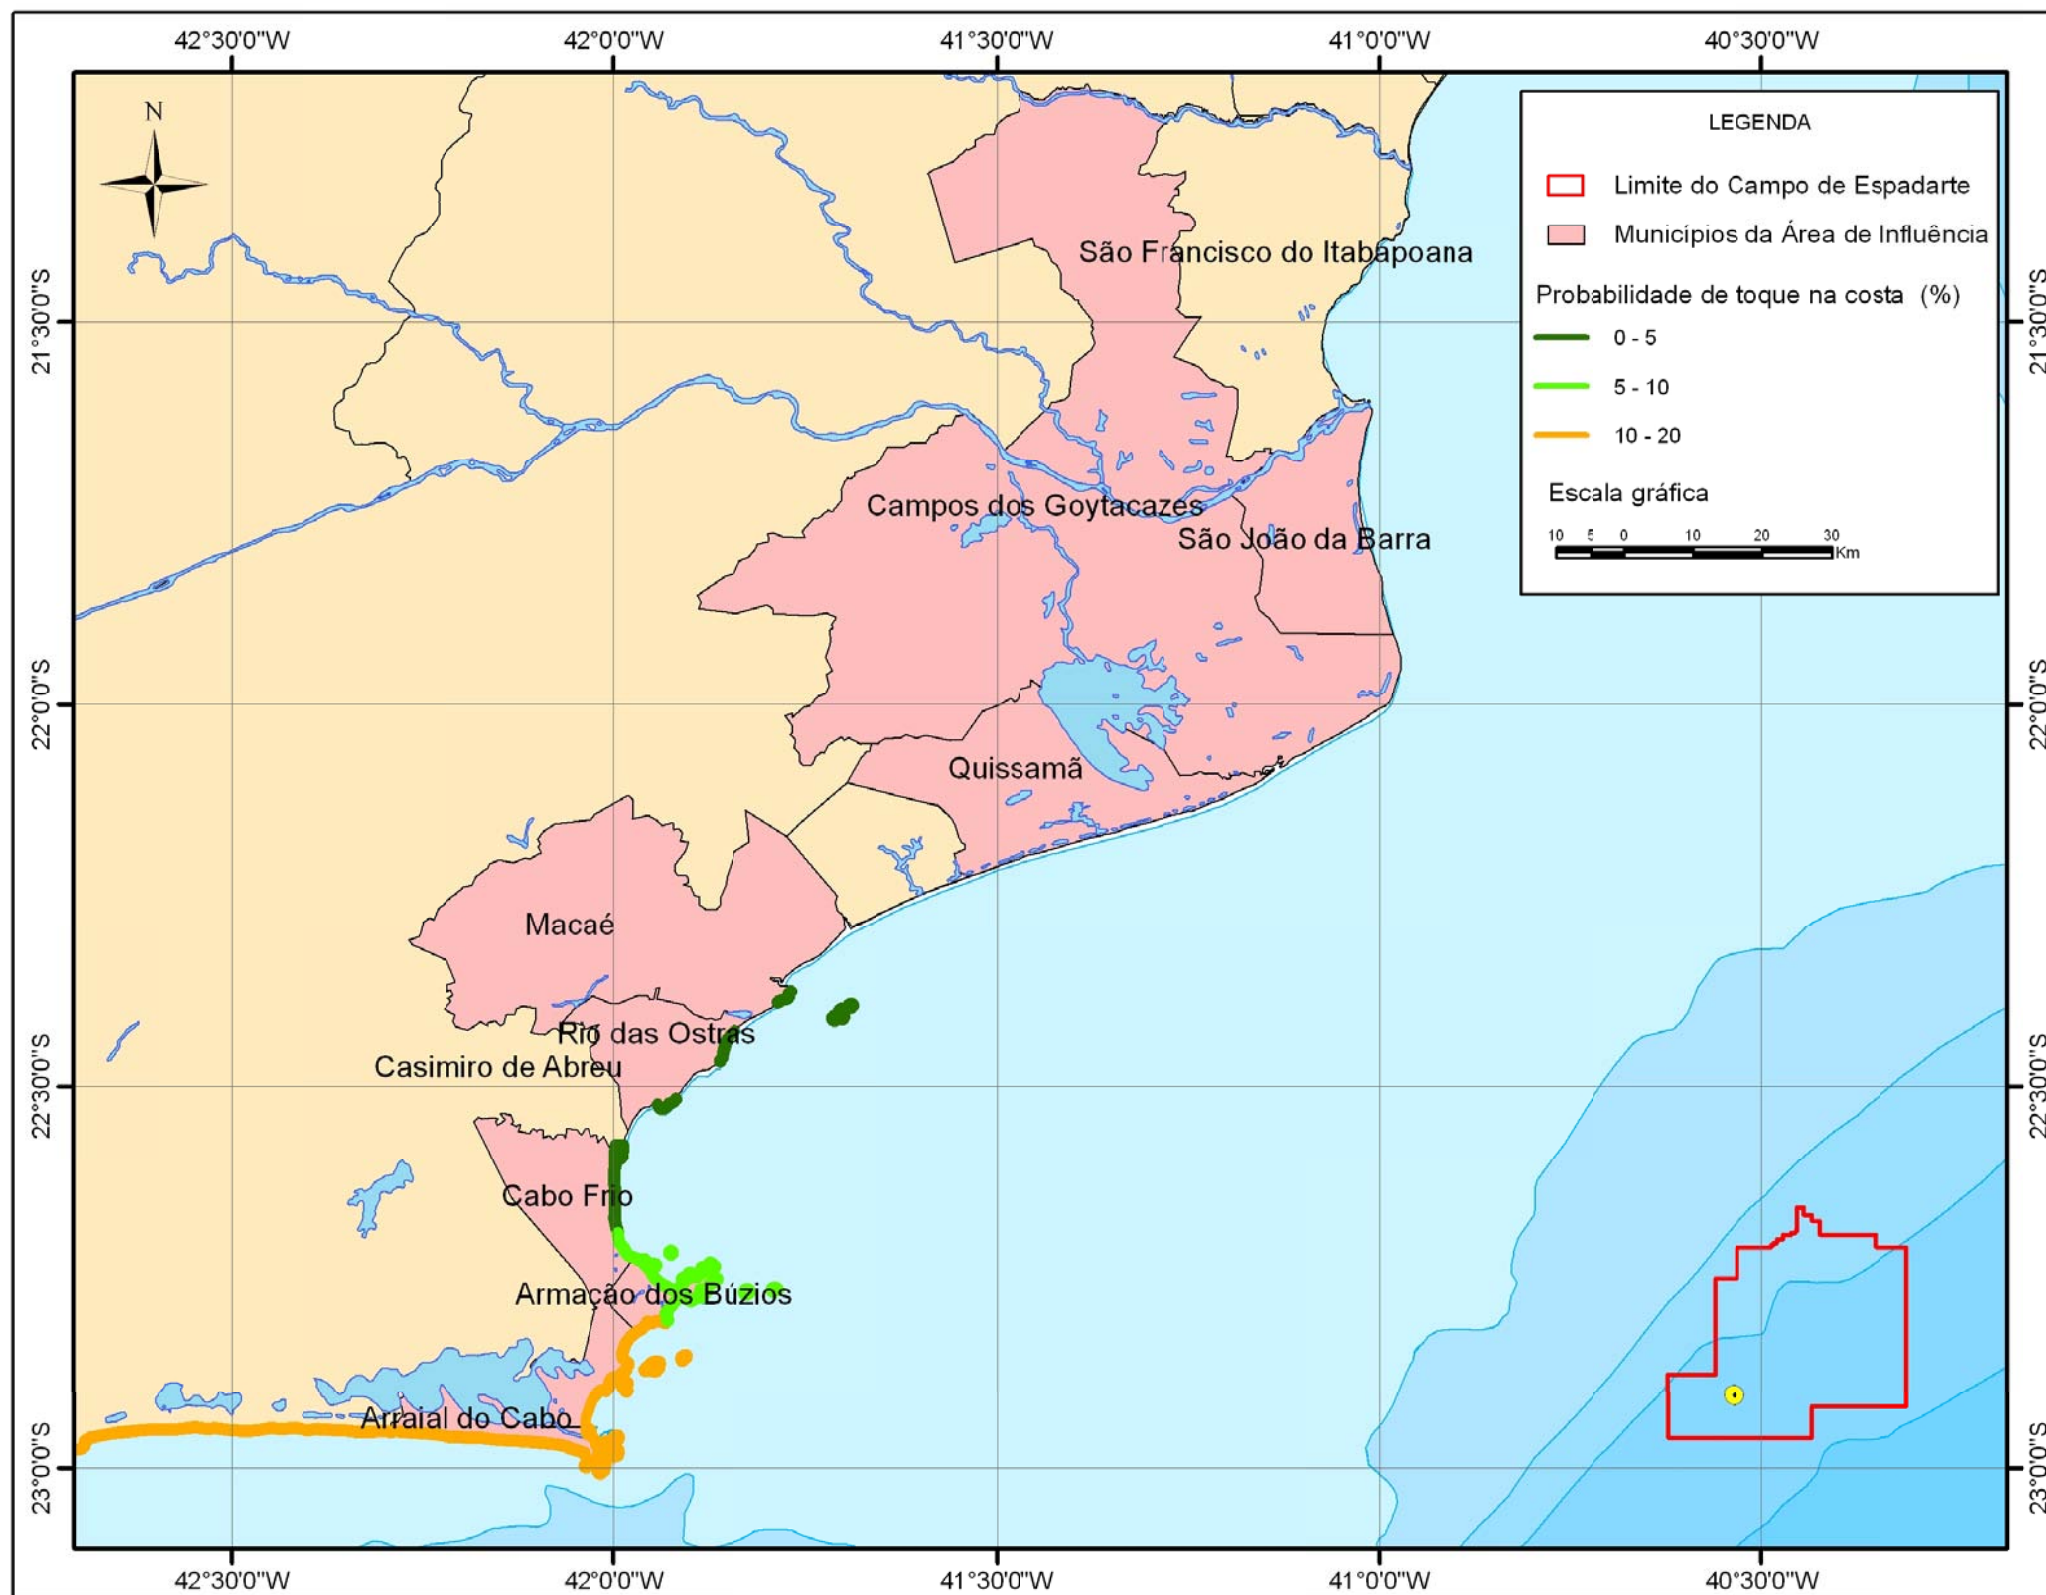 42°30'0"W 42°0'0"W 41°30'0"W 41°0'0"W 40°30'0"W
N
LEGENDA
Limite do Campo de Espadarte
Municípios da Área de Influência
Probabilidade de toque na costa (%)
0 - 5
5 - 10
10 - 20
Escala gráfica
10 5 0 10 20 30
Km
São Francisco do Itabapoana
21°30'0"S 21°30'0"S
Campos dos Goytacazes
São João da Barra
22°0'0"S 22°0'0"S
Quissamã
Macaé
Rio das Ostras
Casimiro de Abreu
22°30'0"S 22°30'0"S
Cabo Frio
Armação dos Búzios
Arraial do Cabo
23°0'0"S 23°0'0"S
42°30'0"W 42°0'0"W 41°30'0"W 41°0'0"W 40°30'0"W